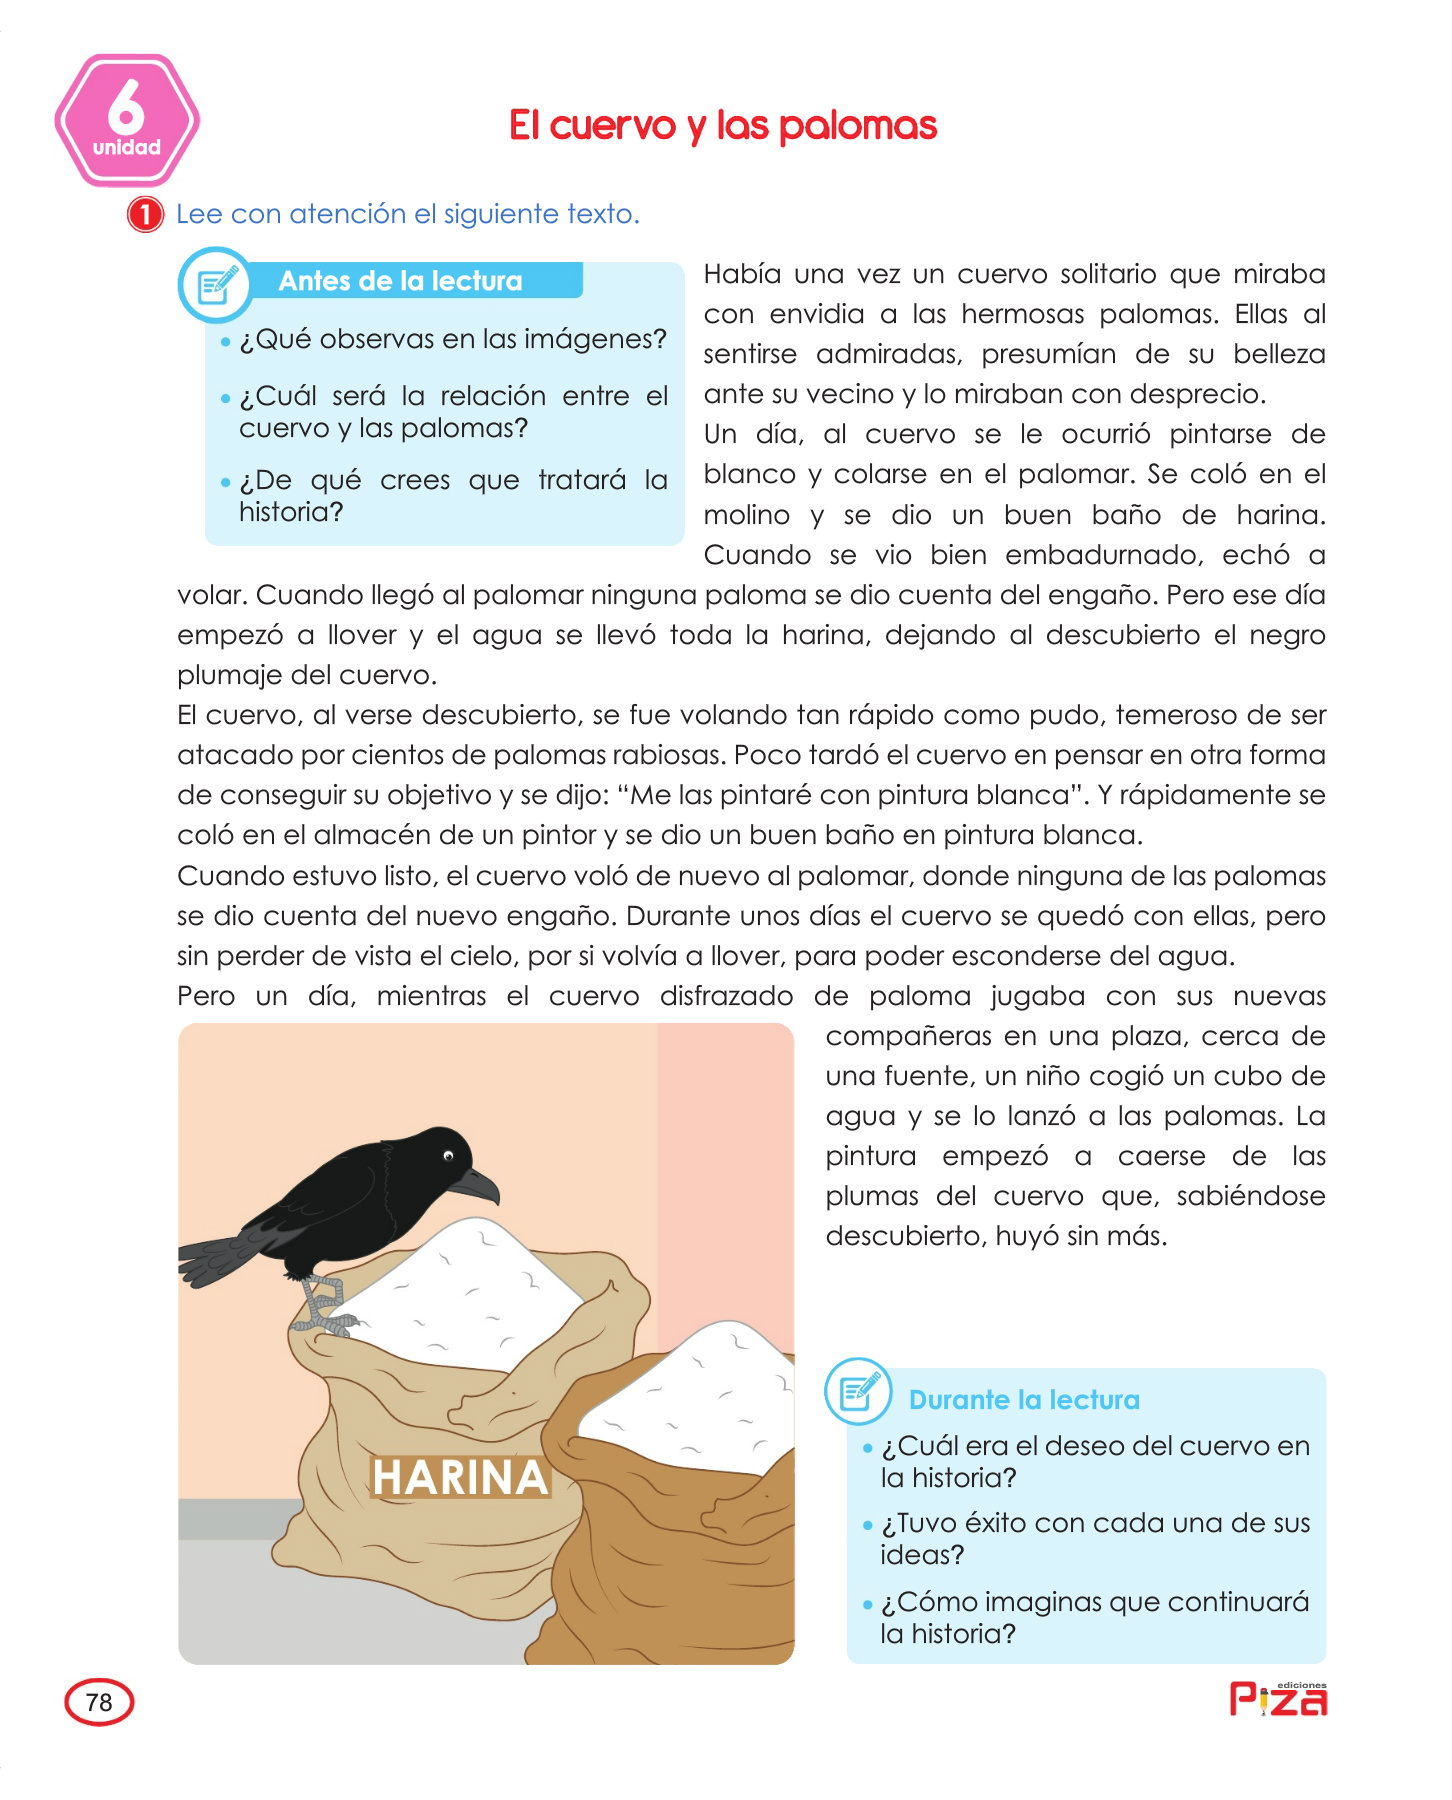 6
unidad
El cuervo y las palomas
1 Lee con atención el siguiente texto.
Antes de la lectura
• ¿Qué observas en las imágenes?
• ¿Cuál será la relación entre el
cuervo y las palomas?
• ¿De qué crees que tratará la
historia?
Había una vez un cuervo solitario que miraba
con envidia a las hermosas palomas. Ellas al
sentirse admiradas, presumían de su belleza
ante su vecino y lo miraban con desprecio.
Un día, al cuervo se le ocurrió pintarse de
blanco y colarse en el palomar. Se coló en el
molino y se dio un buen baño de harina.
Cuando se vio bien embadurnado, echó a
volar. Cuando llegó al palomar ninguna paloma se dio cuenta del engaño. Pero ese día
empezó a llover y el agua se llevó toda la harina, dejando al descubierto el negro
plumaje del cuervo.
El cuervo, al verse descubierto, se fue volando tan rápido como pudo, temeroso de ser
atacado por cientos de palomas rabiosas. Poco tardó el cuervo en pensar en otra forma
de conseguir su objetivo y se dijo: “Me las pintaré con pintura blanca”. Y rápidamente se
coló en el almacén de un pintor y se dio un buen baño en pintura blanca.
Cuando estuvo listo, el cuervo voló de nuevo al palomar, donde ninguna de las palomas
se dio cuenta del nuevo engaño. Durante unos días el cuervo se quedó con ellas, pero
sin perder de vista el cielo, por si volvía a llover, para poder esconderse del agua.
Pero un día, mientras el cuervo disfrazado de paloma jugaba con sus nuevas
compañeras en una plaza, cerca de
una fuente, un niño cogió un cubo de
agua y se lo lanzó a las palomas. La
pintura empezó a caerse de las
plumas del cuervo que, sabiéndose
descubierto, huyó sin más.
HARINA
Durante la lectura
• ¿Cuál era el deseo del cuervo en
la historia?
• ¿Tuvo éxito con cada una de sus
ideas?
• ¿Cómo imaginas que continuará
la historia?
78
ediciones
Piza